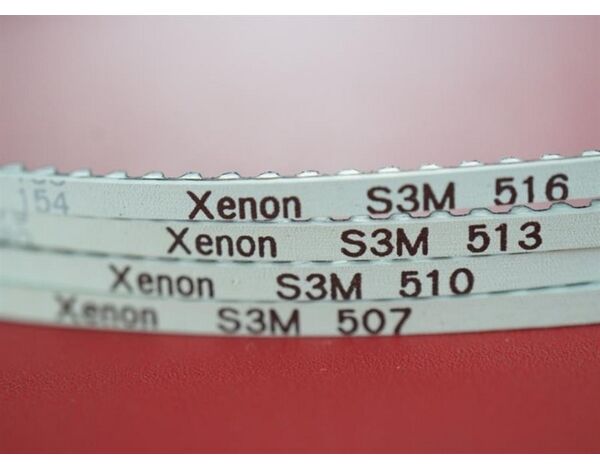 154 Xenon S3M 516
Xenon S3M 513
Xenon S3M 510
Xenon S3M 507